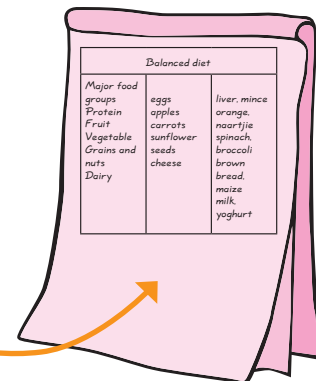 Balanced diet
Major food
groups
Protein
Fruit
Vegetable
Grains and
nuts
Dairy
eggs
apples
carrots
sunflower
seeds
cheese
liver, mince
orange,
naartjie
spinach,
broccoli
brown
bread,
maize
milk,
yoghurt